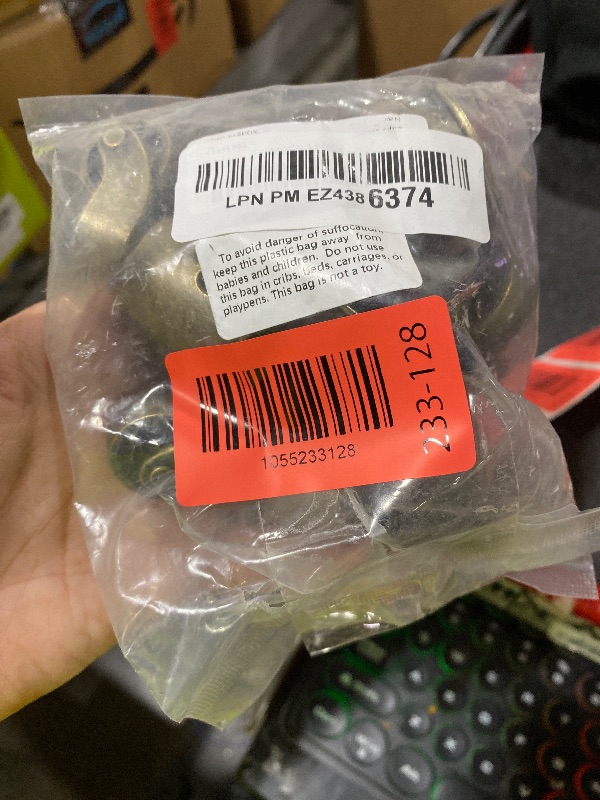 LPN PM EZ4386374
To avoid danger of suffocation,
keep this plastic bag away from
babies and children. Do not use
this bag in cribs, beds, carriages, or
playpens. This bag is not a toy.
233-128
1055233128